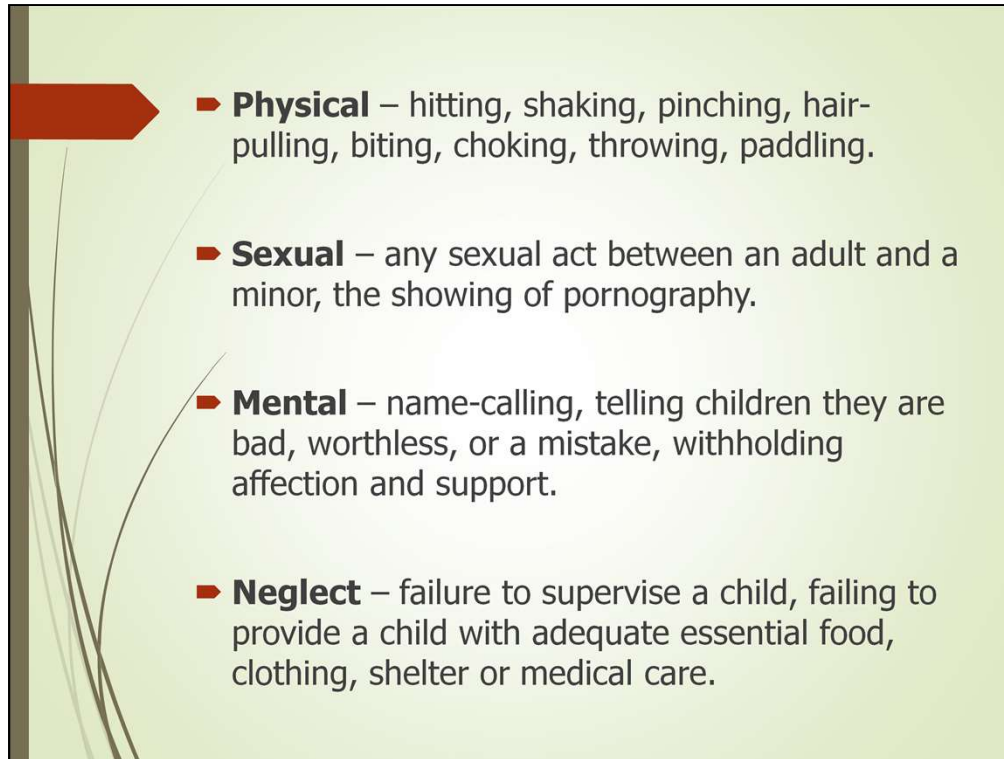 Physical – hitting, shaking, pinching, hair-
pulling, biting, choking, throwing, paddling.
Sexual – any sexual act between an adult and a
minor, the showing of pornography.
Mental – name-calling, telling children they are
bad, worthless, or a mistake, withholding
affection and support.
Neglect – failure to supervise a child, failing to
provide a child with adequate essential food,
clothing, shelter or medical care.